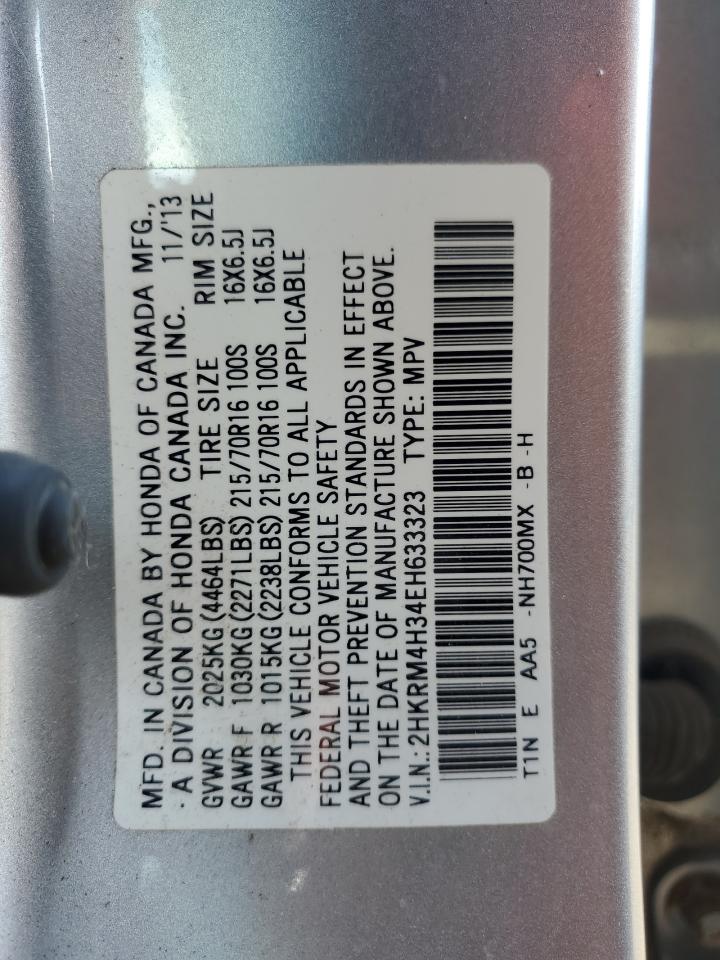 MFD. IN CANADA BY HONDA OF CANADA MFG.,
· A DIVISION OF HONDA CANADA INC. 11/'13
GVWR 2025KG (4464LBS) TIRE SIZE RIM SIZE
GAWR F 1030KG (2271LBS) 215/70R16 100S 16X6.5J
GAWR R 1015KG (2238LBS) 215/70R16 100S 16X6.5J
THIS VEHICLE CONFORMS TO ALL APPLICABLE
FEDERAL MOTOR VEHICLE SAFETY
AND THEFT PREVENTION STANDARDS IN EFFECT
ON THE DATE OF MANUFACTURE SHOWN ABOVE.
V.I.N.: 2HKRM4H34EH633323 TYPE: MPV
T1N E AA5 -NH700MX -B -H